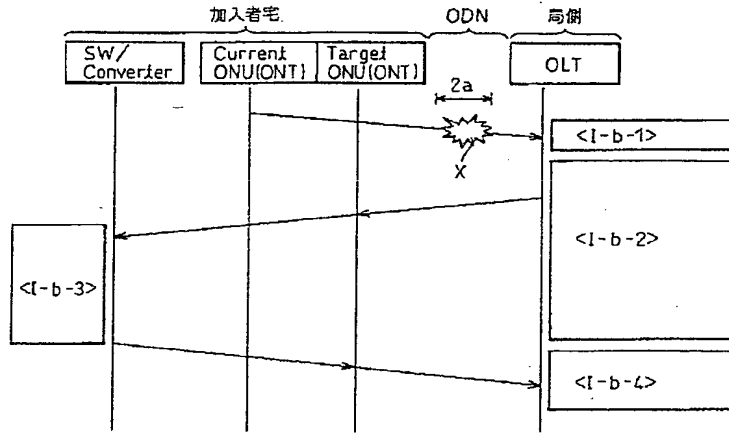 加入者宅 ODN 局側
SW/ Converter
Current ONU(ONT)
Target ONU(ONT)
OLT
2a
X
<I-b-1>
<I-b-2>
<I-b-3>
<I-b-4>